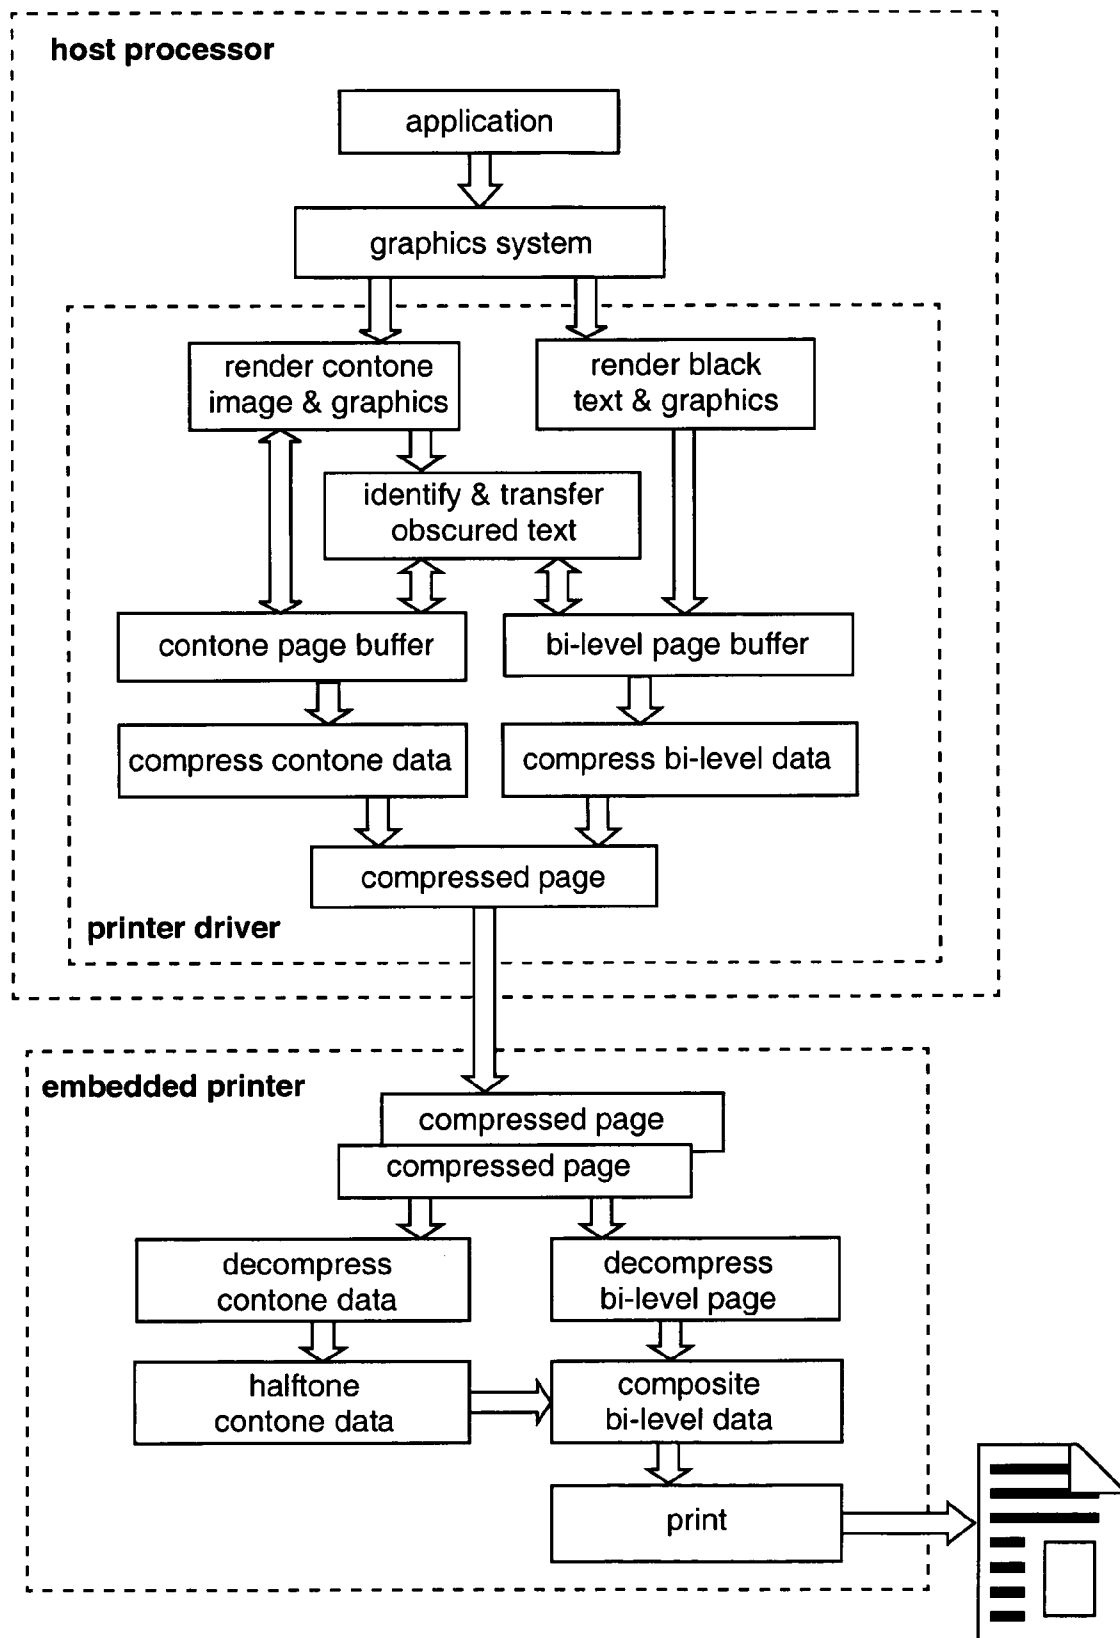 host processor
application
graphics system
render contone
image & graphics
render black
text & graphics
identify & transfer
obscured text
contone page buffer
bi-level page buffer
compress contone data
compress bi-level data
compressed page
printer driver
embedded printer
compressed page
compressed page
decompress
contone data
decompress
bi-level page
halftone
contone data
composite
bi-level data
print